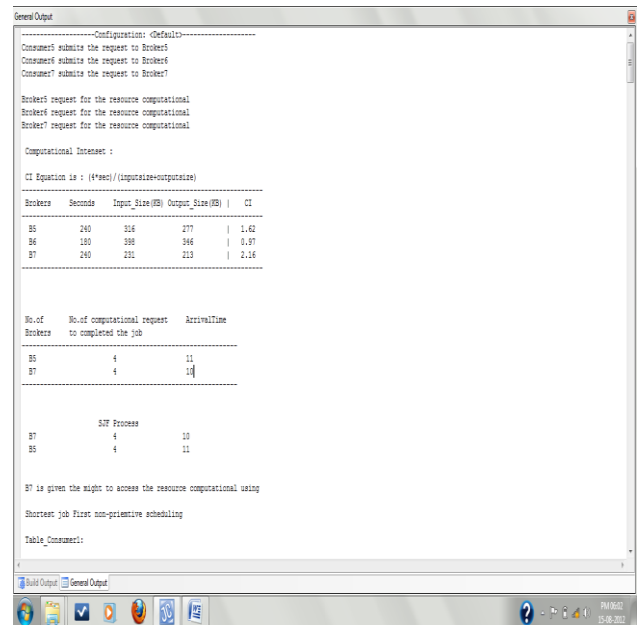 General Output
--------------------Configuration: <Default>--------------------
Consumer5 submits the request to Broker5
Consumer6 submits the request to Broker6
Consumer7 submits the request to Broker7
Broker5 request for the resource computational
Broker6 request for the resource computational
Broker7 request for the resource computational
Computational Intenset :
CI Equation is : (4*sec)/(inputsize+outputsize)
Brokers Seconds Input_Size(KB) Output_Size(KB) | CI
B5 240 316 277 | 1.62
B6 180 398 346 | 0.97
B7 240 231 213 | 2.16
No.of No.of computational request ArrivalTime
Brokers to completed the job
B5 4 11
B7 4 10
SJF Process
B7 4 10
B5 4 11
B7 is given the might to access the resource computational using
Shortest job First non-priemtive scheduling
Table_Consumer1:
Build Output General Output
PM 06:02
15-08-2012